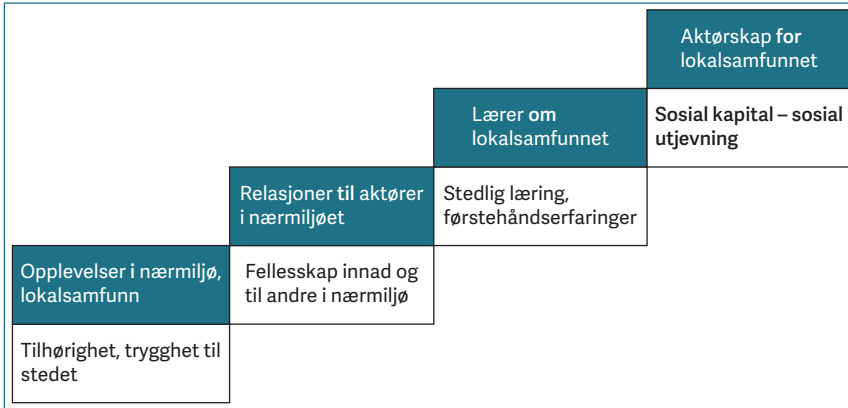 Aktørskap for
lokalsamfunnet
Lærer om
lokalsamfunnet
Sosial kapital – sosial
utjevning
Relasjoner til aktører
i nærmiljøet
Stedlig læring,
førstehåndserfaringer
Opplevelser i nærmiljø,
lokalsamfunn
Fellesskap innad og
til andre i nærmiljø
Tilhørighet, trygghet til
stedet